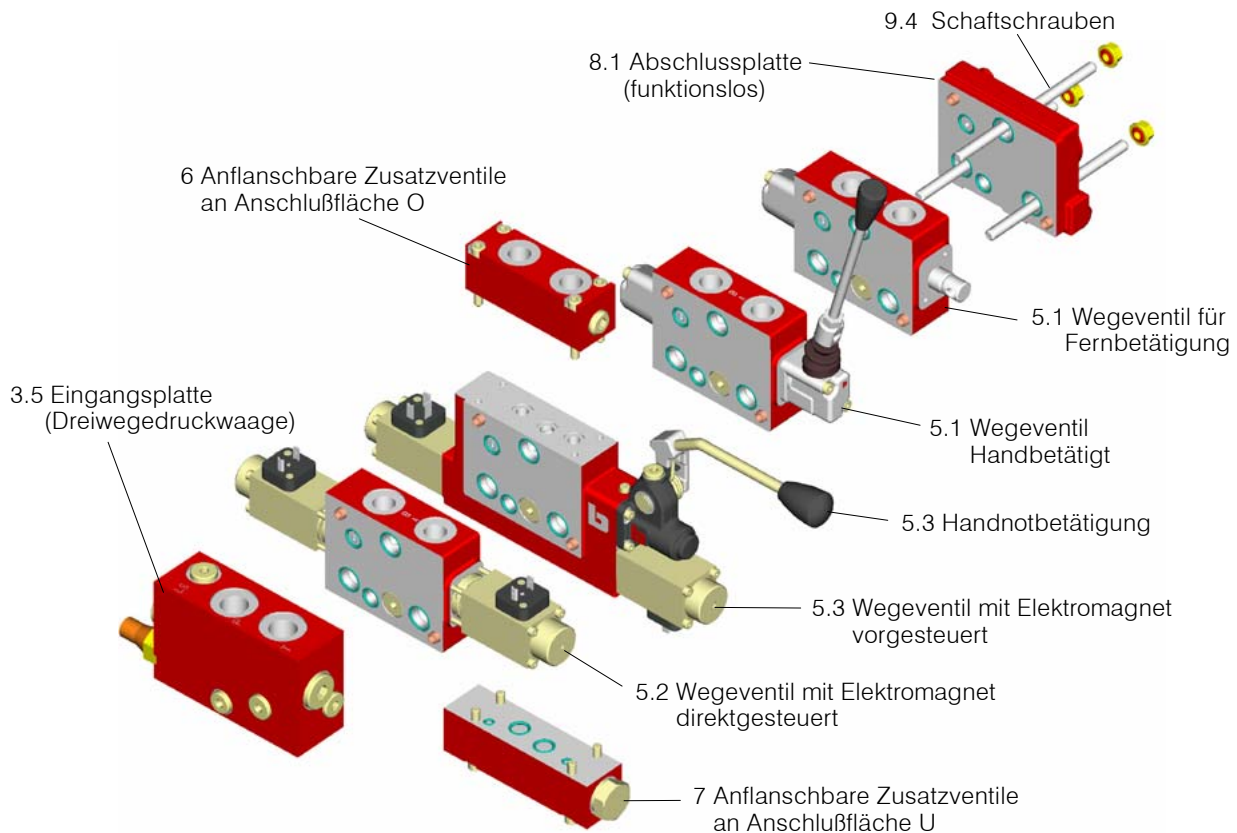 9.4 Schaftschrauben
8.1 Abschlussplatte
(funktionslos)
6 Anflanschbare Zusatzventile
an Anschlußfläche O
5.1 Wegeventil für
Fernbetätigung
3.5 Eingangsplatte
(Dreiwegedruckwaage)
5.1 Wegeventil
Handbetätigt
5.3 Handnotbetätigung
5.3 Wegeventil mit Elektromagnet
vorgesteuert
5.2 Wegeventil mit Elektromagnet
direktgesteuert
7 Anflanschbare Zusatzventile
an Anschlußfläche U